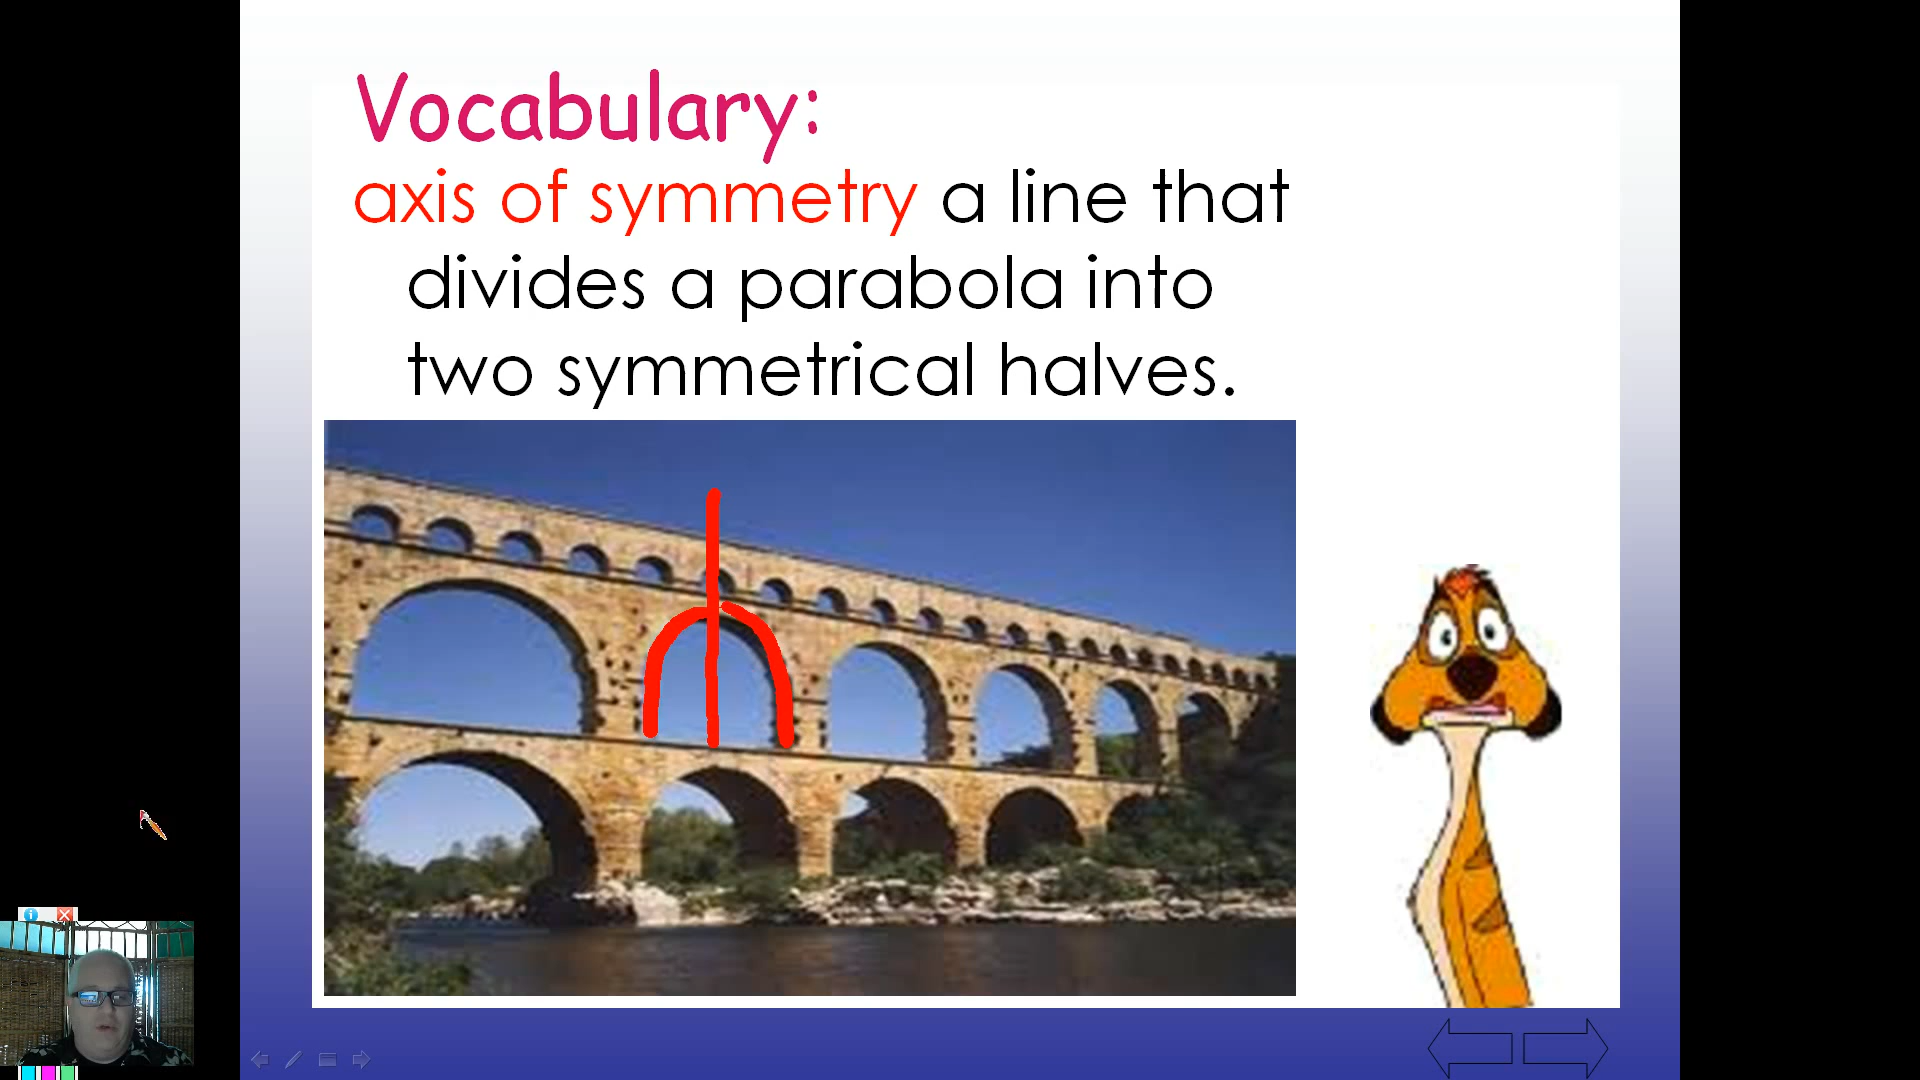 Vocabulary:
axis of symmetry a line that
divides a parabola into
two symmetrical halves.